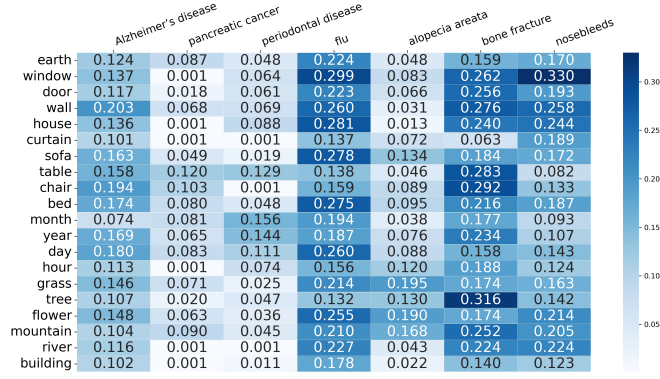 Alzheimer's disease pancreatic cancer periodontal disease flu alopecia areata bone fracture nosebleeds
earth 0.124 0.087 0.048 0.224 0.048 0.159 0.170
window 0.137 0.001 0.064 0.299 0.083 0.262 0.330
door 0.117 0.018 0.061 0.223 0.066 0.256 0.193
wall 0.203 0.068 0.069 0.260 0.031 0.276 0.258
house 0.136 0.001 0.088 0.281 0.013 0.240 0.244
curtain 0.101 0.001 0.001 0.137 0.072 0.063 0.189
sofa 0.163 0.049 0.019 0.278 0.134 0.184 0.172
table 0.158 0.120 0.129 0.138 0.046 0.283 0.082
chair 0.194 0.103 0.001 0.159 0.089 0.292 0.133
bed 0.174 0.080 0.048 0.275 0.095 0.216 0.187
month 0.074 0.081 0.156 0.194 0.038 0.177 0.093
year 0.169 0.065 0.144 0.187 0.076 0.234 0.107
day 0.180 0.083 0.111 0.260 0.088 0.158 0.143
hour 0.113 0.001 0.074 0.156 0.120 0.188 0.124
grass 0.146 0.071 0.025 0.214 0.195 0.174 0.163
tree 0.107 0.020 0.047 0.132 0.130 0.316 0.142
flower 0.148 0.063 0.036 0.255 0.190 0.174 0.214
mountain 0.104 0.090 0.045 0.210 0.168 0.252 0.205
river 0.116 0.001 0.001 0.227 0.043 0.224 0.224
building 0.102 0.001 0.011 0.178 0.022 0.140 0.123
0.30
0.25
0.20
0.15
0.10
0.05